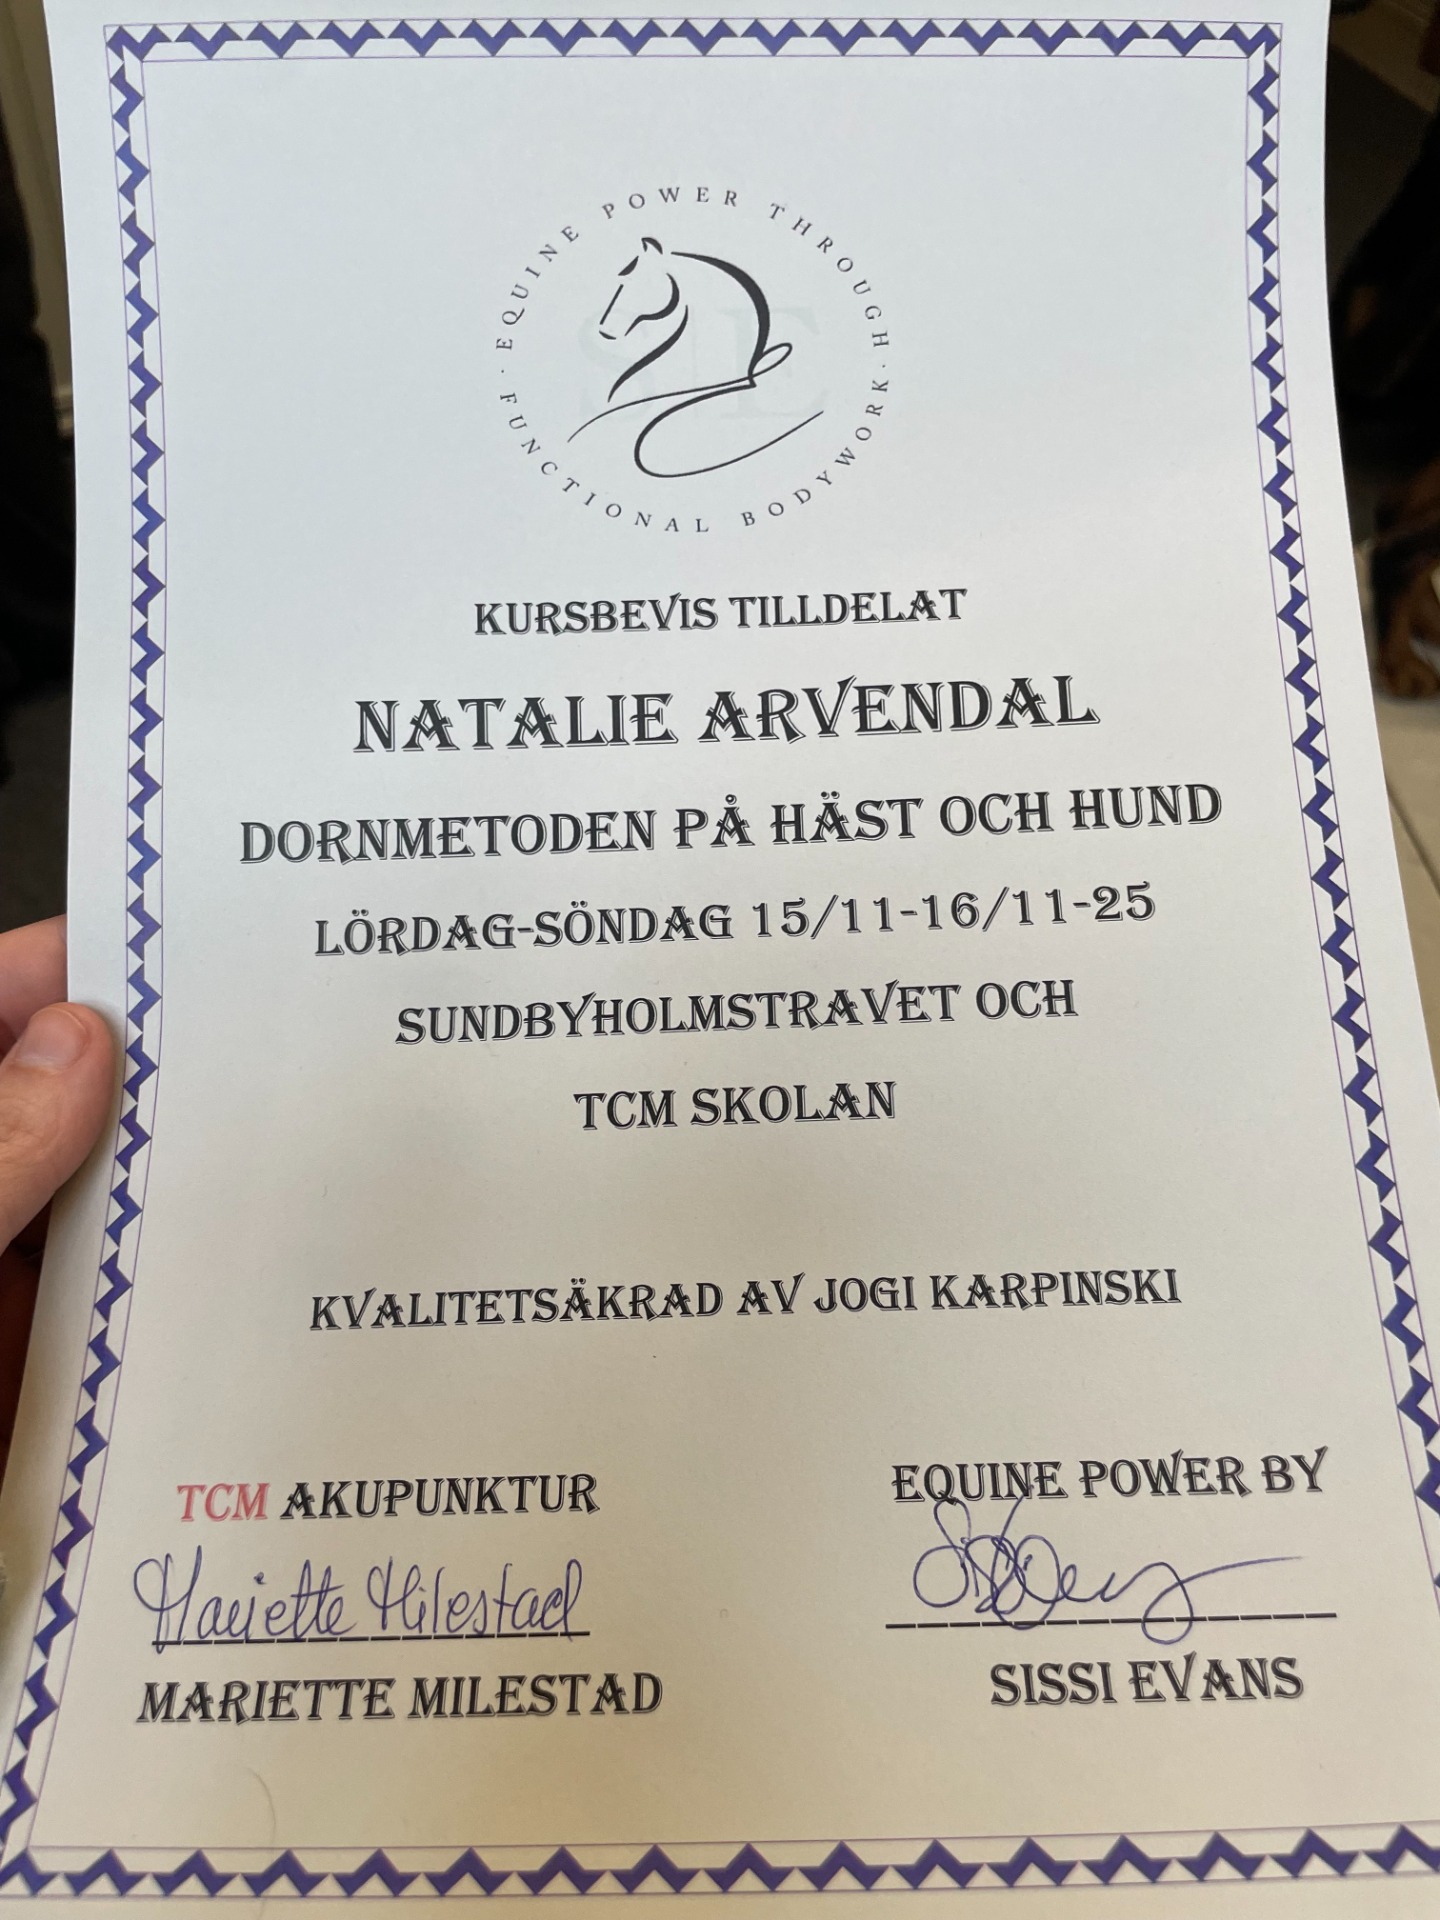 EQUINE POWER THROUGH
· FUNCTIONAL BODYWORK ·
KURSBEVIS TILLDELAT
NATALIE ARVENDAL
DORNMETODEN PÅ HÄST OCH HUND
LÖRDAG-SÖNDAG 15/11-16/11-25
SUNDBYHOLMSTRAVET OCH
TCM SKOLAN
KVALITETSÄKRAD AV JOGI KARPINSKI
TCM AKUPUNKTUR
Mariette Milestad
MARIETTE MILESTAD
EQUINE POWER BY
SISSI EVANS